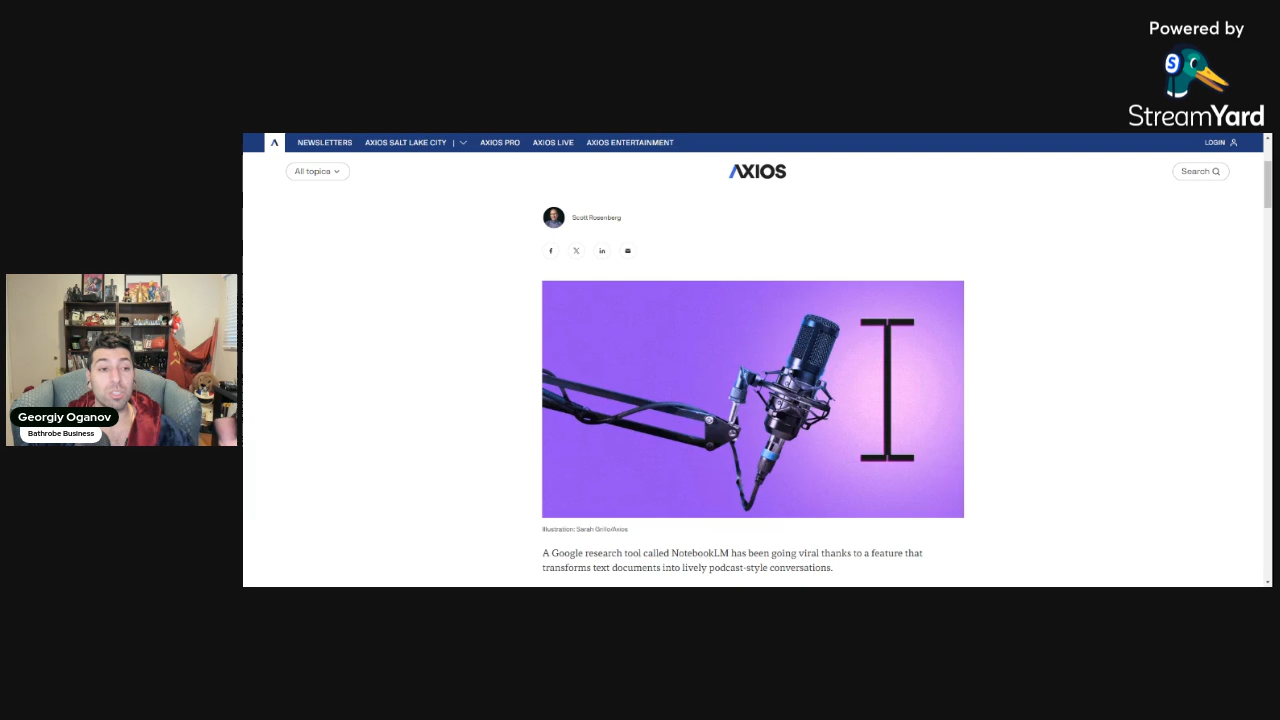 Powered by
S
StreamYard
NEWSLETTERS AXIOS SALT LAKE CITY | AXIOS PRO AXIOS LIVE AXIOS ENTERTAINMENT LOGIN
All topics AXIOS Search
Scott Rosenberg
f X in
Illustration: Sarah Grillo/Axios
A Google research tool called NotebookLM has been going viral thanks to a feature that
transforms text documents into lively podcast-style conversations.
Georgiy Oganov
Bathrobe Business